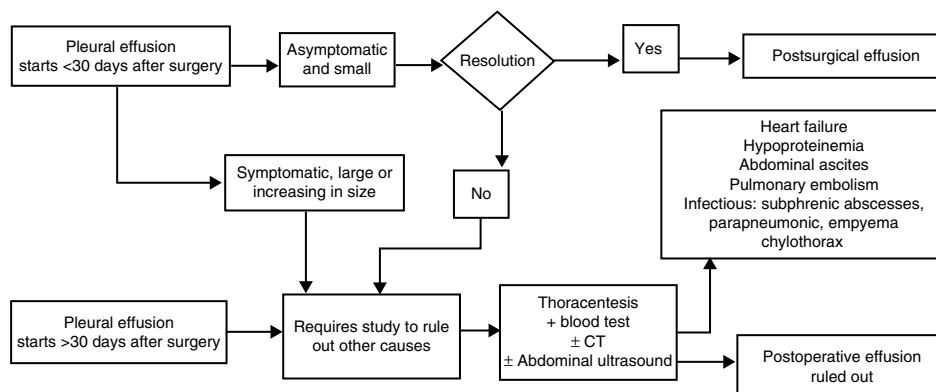 Pleural effusion
starts <30 days after surgery
Asymptomatic
and small
Resolution
Yes
Postsurgical effusion
Symptomatic, large or
increasing in size
No
Heart failure
Hypoproteinemia
Abdominal ascites
Pulmonary embolism
Infectious: subphrenic abscesses,
parapneumonic, empyema
chylothorax
Pleural effusion
starts >30 days after surgery
Requires study to rule
out other causes
Thoracentesis
+ blood test
± CT
± Abdominal ultrasound
Postoperative effusion
ruled out